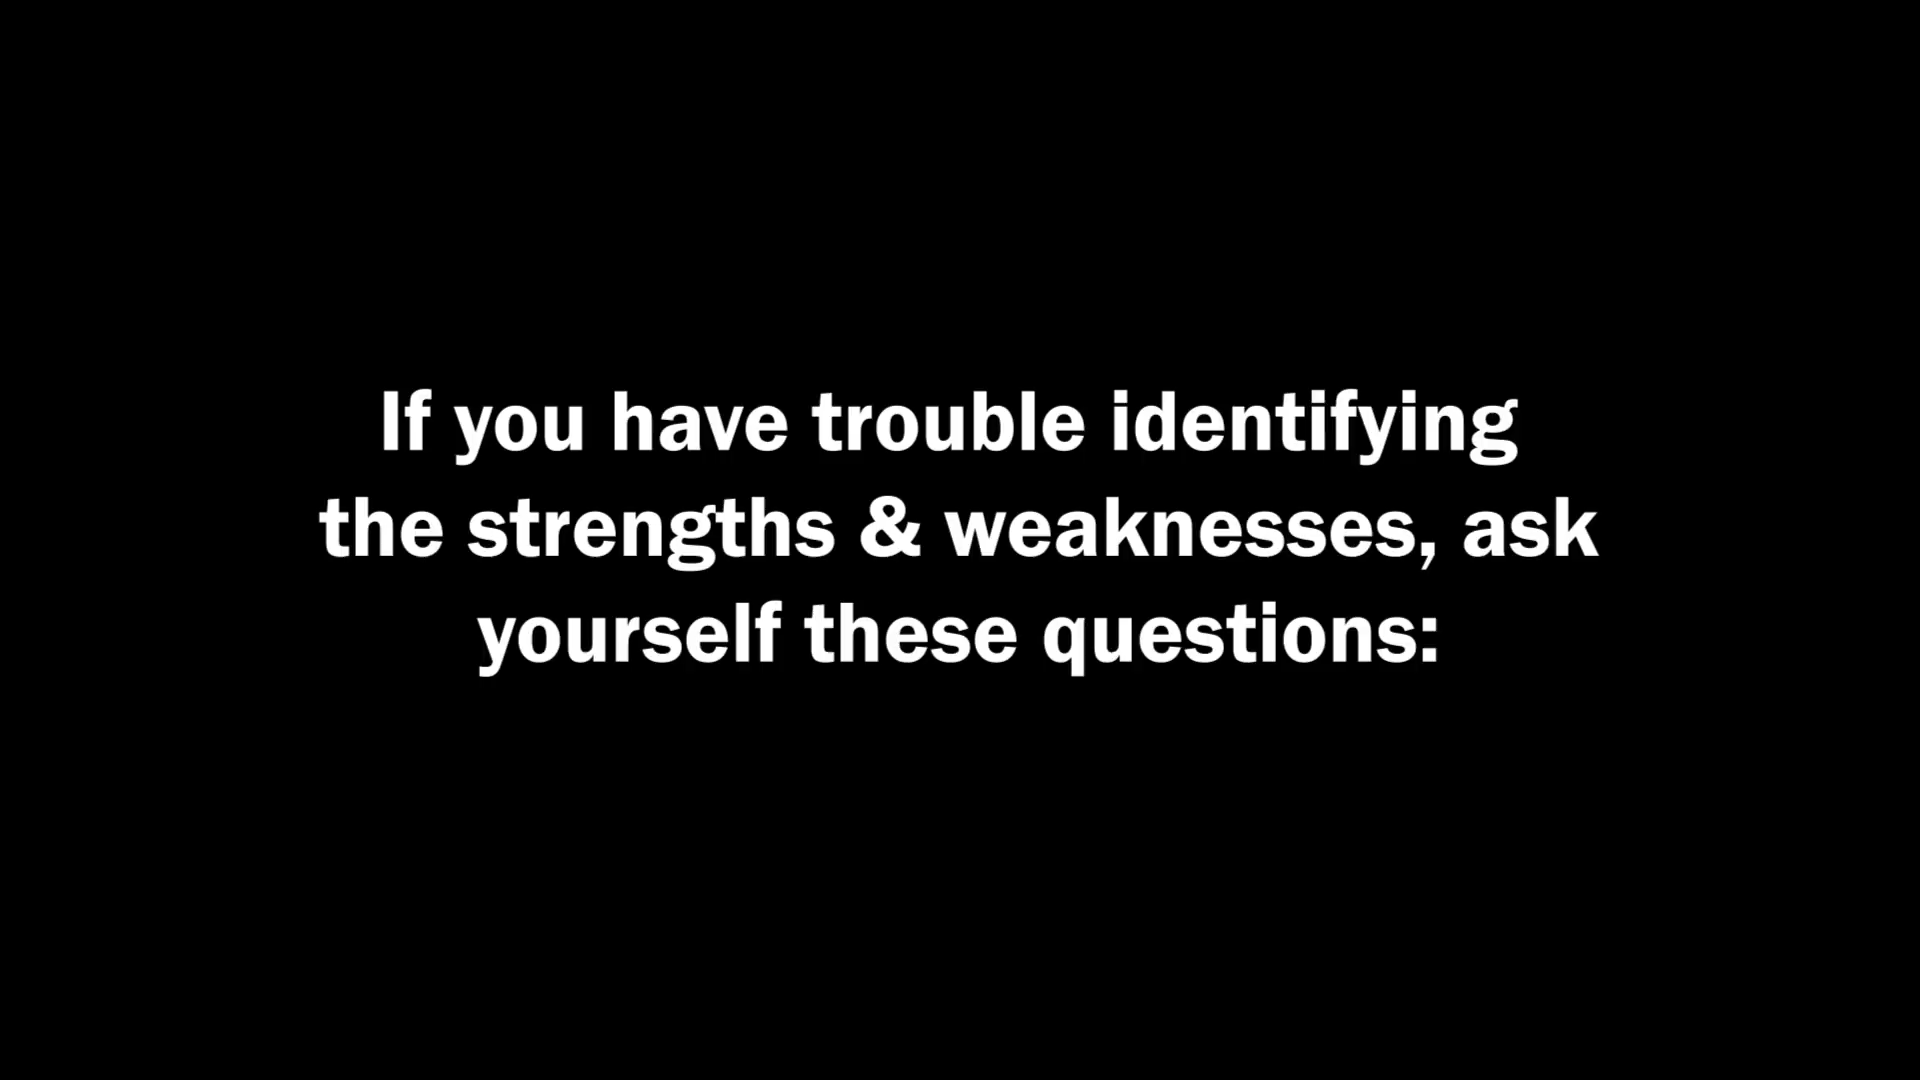 If you have trouble identifying
the strengths & weaknesses, ask
yourself these questions: